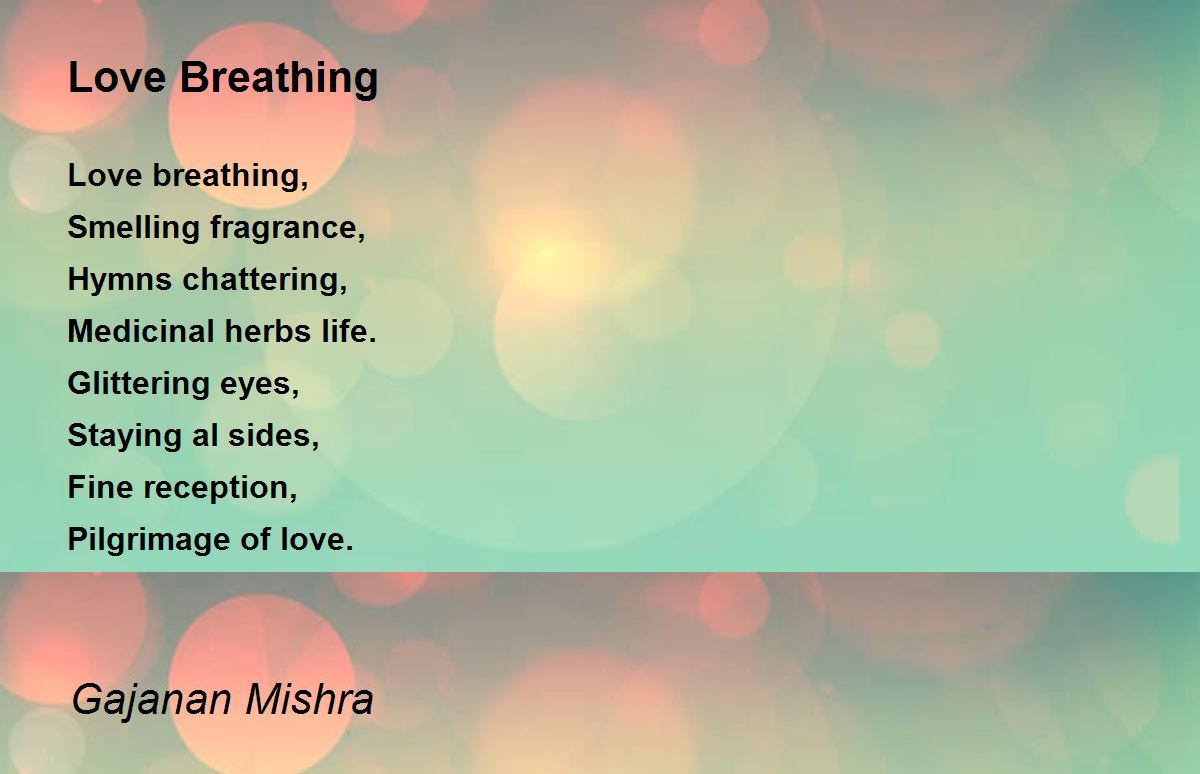 Love Breathing
Love breathing,
Smelling fragrance,
Hymns chattering,
Medicinal herbs life.
Glittering eyes,
Staying al sides,
Fine reception,
Pilgrimage of love.
Gajanan Mishra